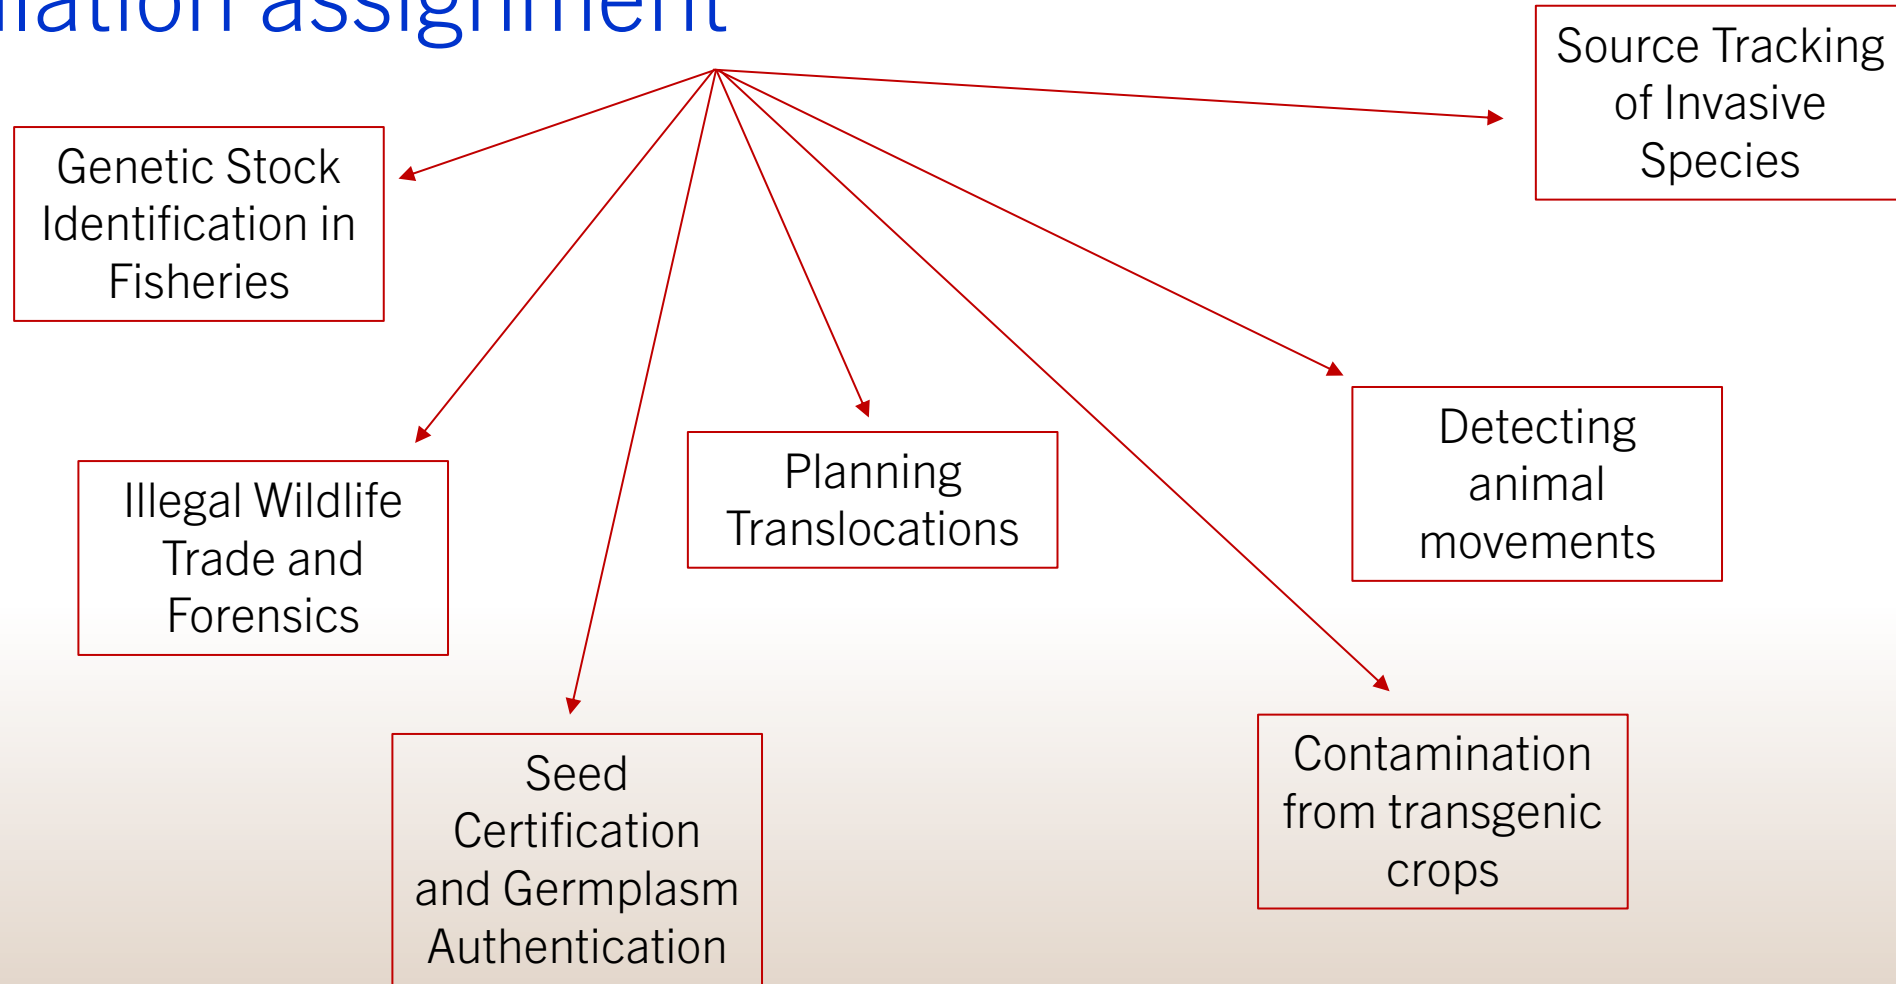 assignment
Source Tracking
of Invasive
Species
Genetic Stock
Identification in
Fisheries
Illegal Wildlife
Trade and
Forensics
Planning
Translocations
Detecting
animal
movements
Seed
Certification
and Germplasm
Authentication
Contamination
from transgenic
crops